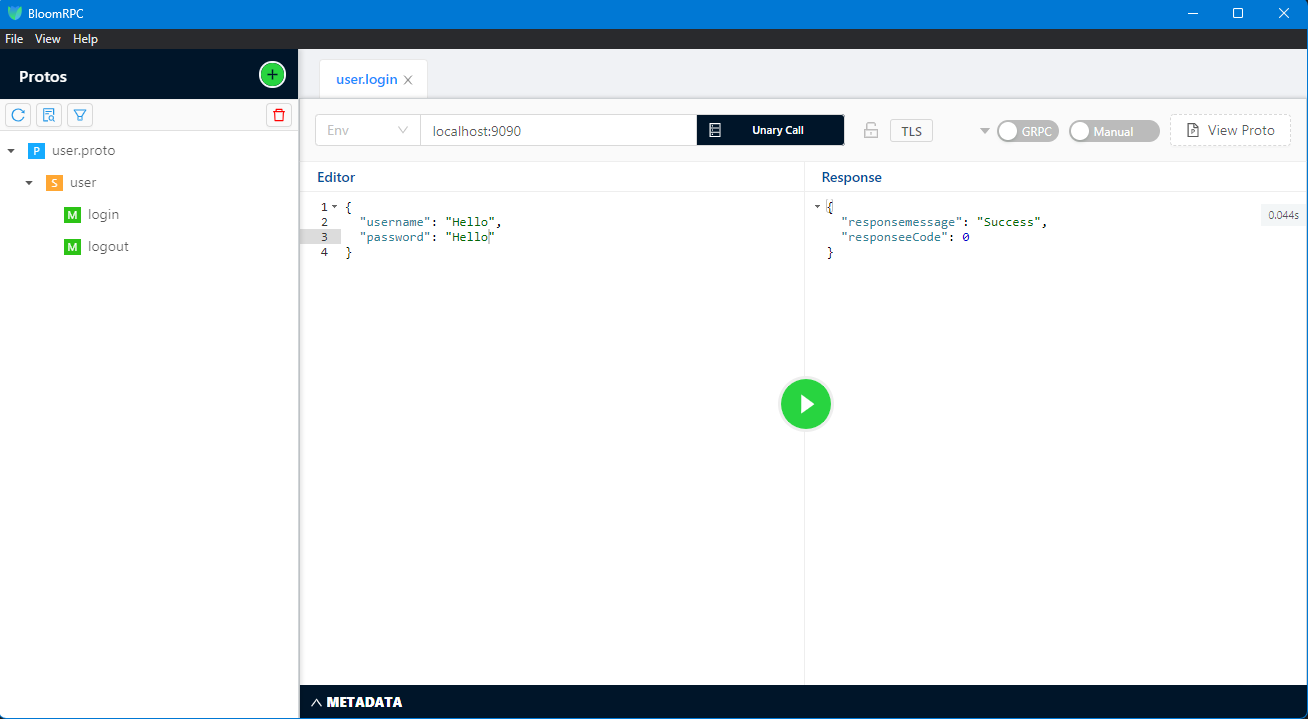 BloomRPC
File View Help
Protos
user.login
Env
localhost:9090
Unary Call
TLS
GRPC
Manual
View Proto
P user.proto
S user
M login
M logout
Editor
1 {
2 "username": "Hello",
3 "password": "Hello"
4 }
Response
{
"responsemessage": "Success",
"responseeCode": 0
}
0.044s
METADATA